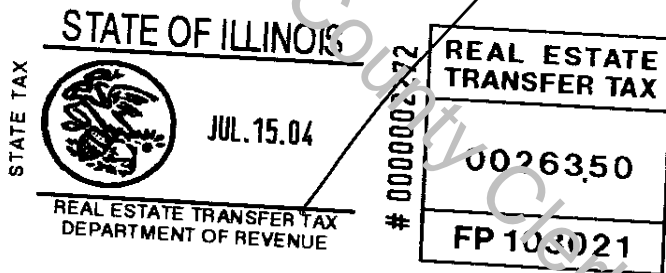 STATE OF ILLINOIS
STATE TAX
JUL.15.04
REAL ESTATE TRANSFER TAX
DEPARTMENT OF REVENUE
REAL ESTATE
TRANSFER TAX
0026350
FP 103021
County Clerk